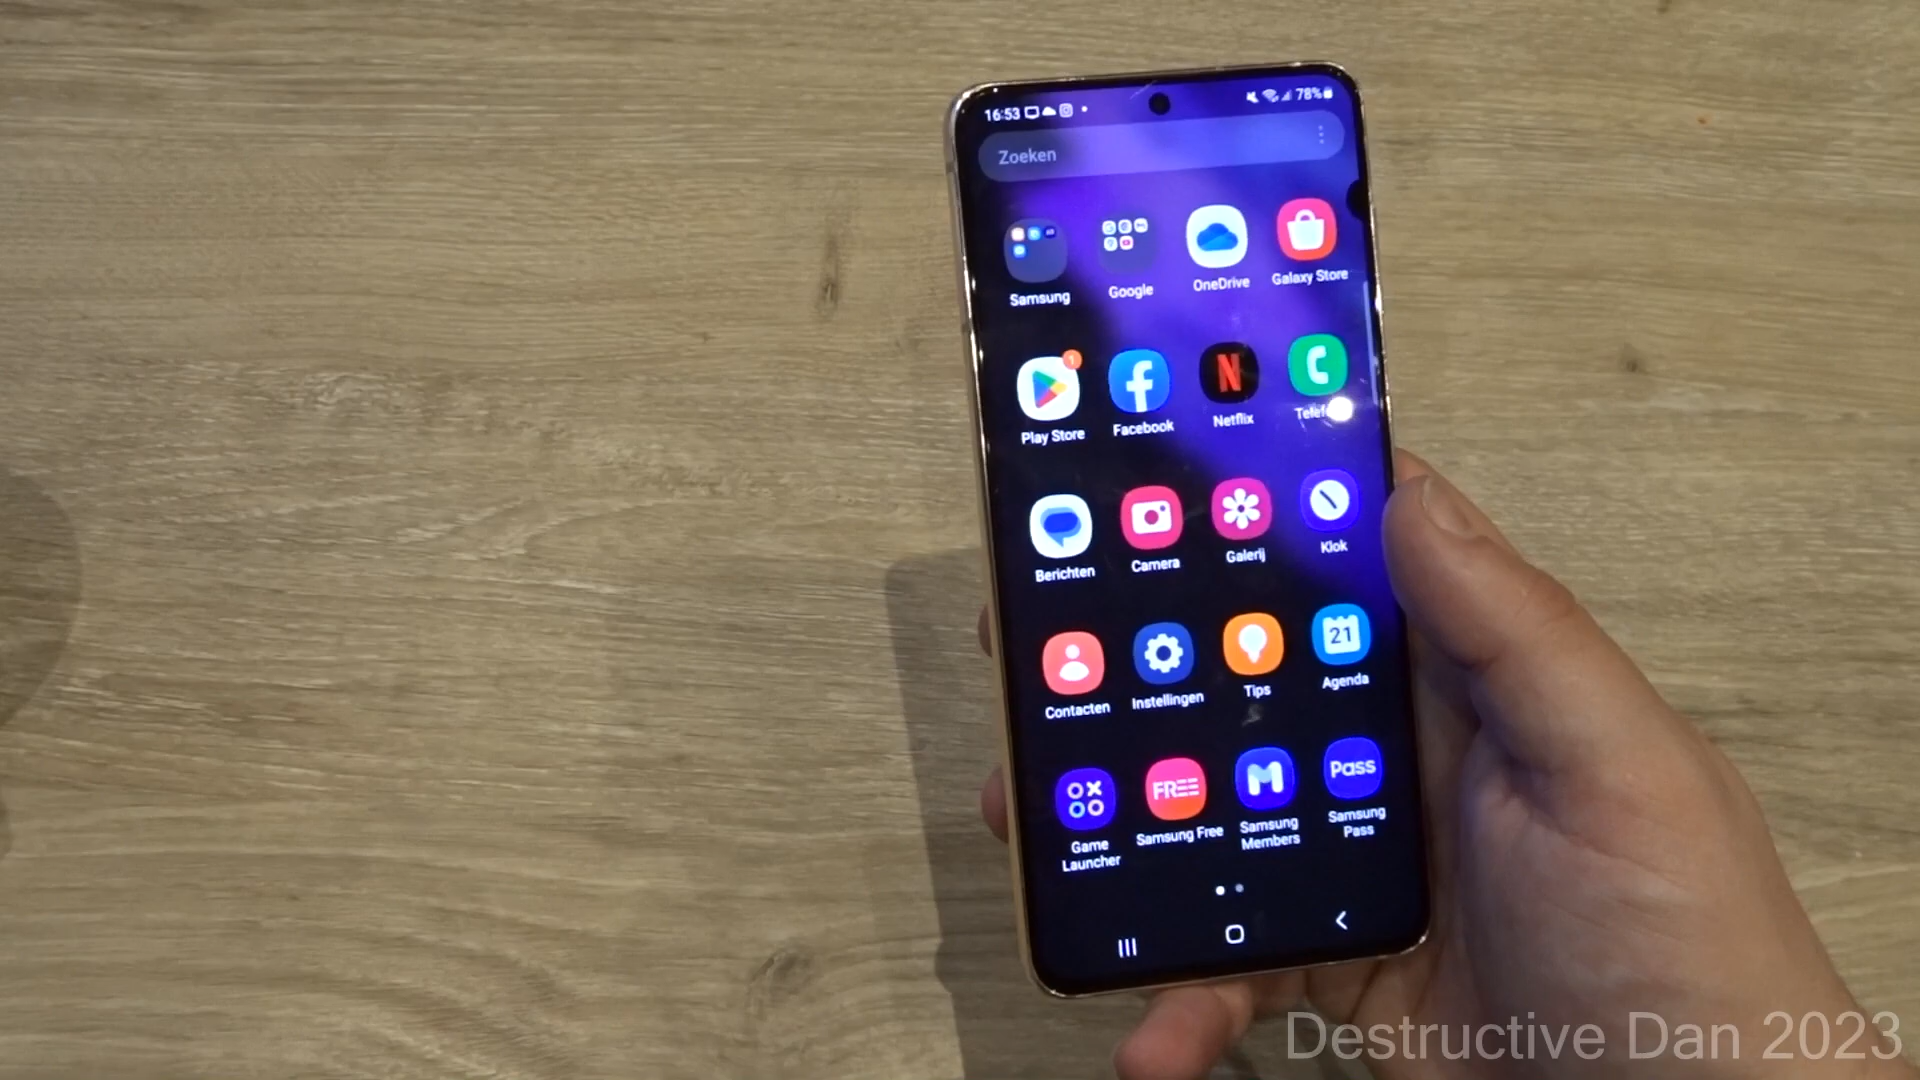 16:53
78%
Zoeken
Samsung
Google
OneDrive
Galaxy Store
1
Play Store
Facebook
N
Netflix
Berichten
Camera
Galerij
Klok
Contacten
Instellingen
Tips
21
Agenda
Game
Launcher
FREE
Samsung Free
Samsung
Members
Pass
Samsung
Pass
Destructive Dan 2023